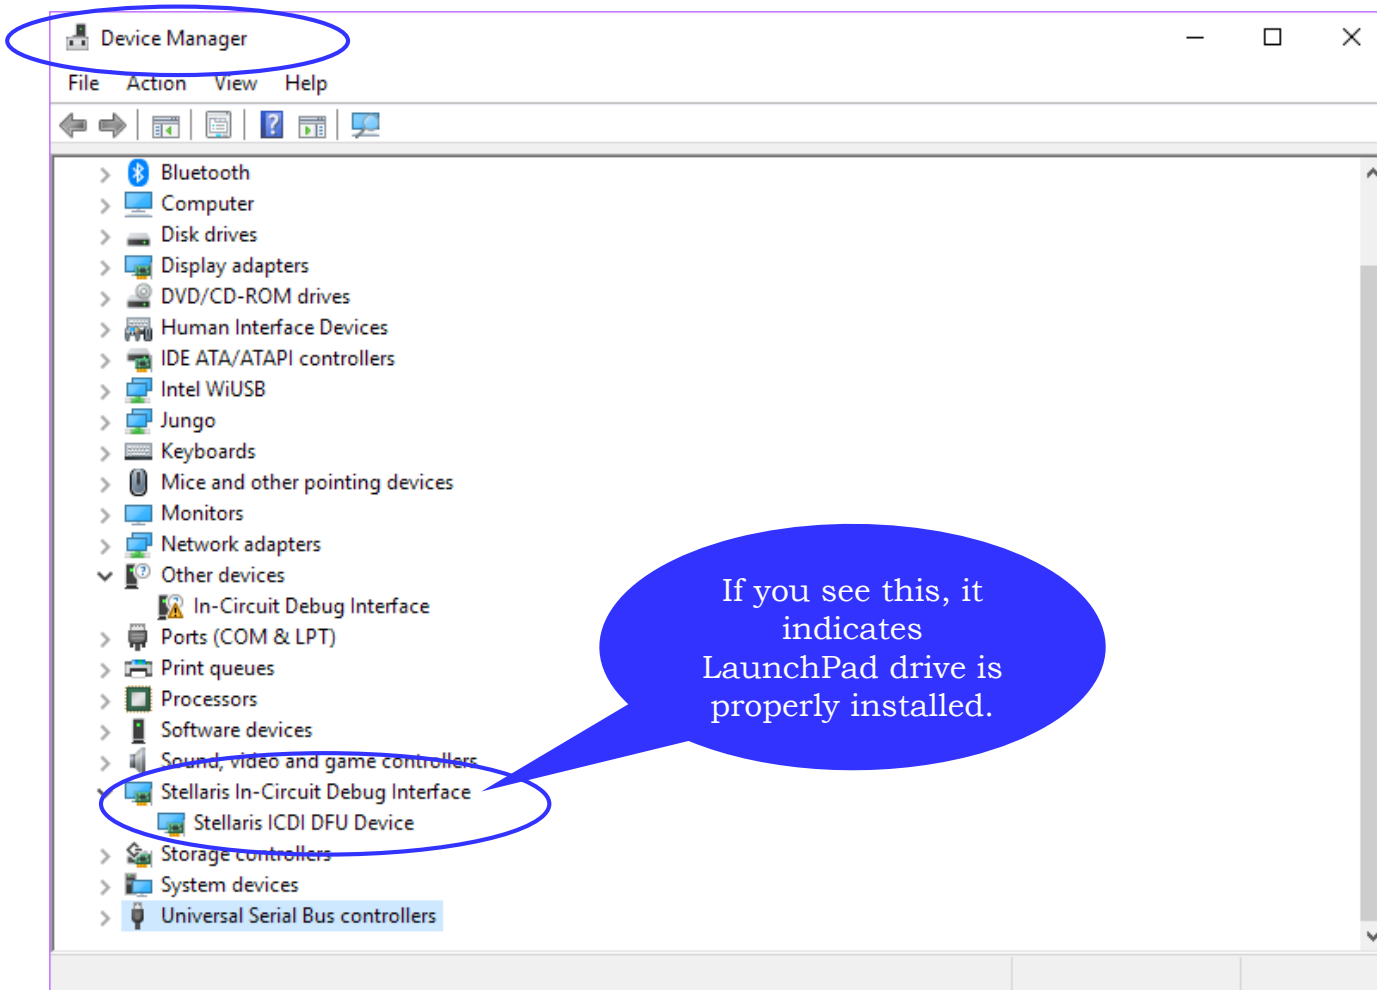 Device Manager
File Action View Help
Bluetooth
Computer
Disk drives
Display adapters
DVD/CD-ROM drives
Human Interface Devices
IDE ATA/ATAPI controllers
Intel WiUSB
Jungo
Keyboards
Mice and other pointing devices
Monitors
Network adapters
Other devices
In-Circuit Debug Interface
Ports (COM & LPT)
Print queues
Processors
Software devices
Sound, video and game controllers
Stellaris In-Circuit Debug Interface
Stellaris ICDI DFU Device
Storage controllers
System devices
Universal Serial Bus controllers
If you see this, it
indicates
LaunchPad drive is
properly installed.